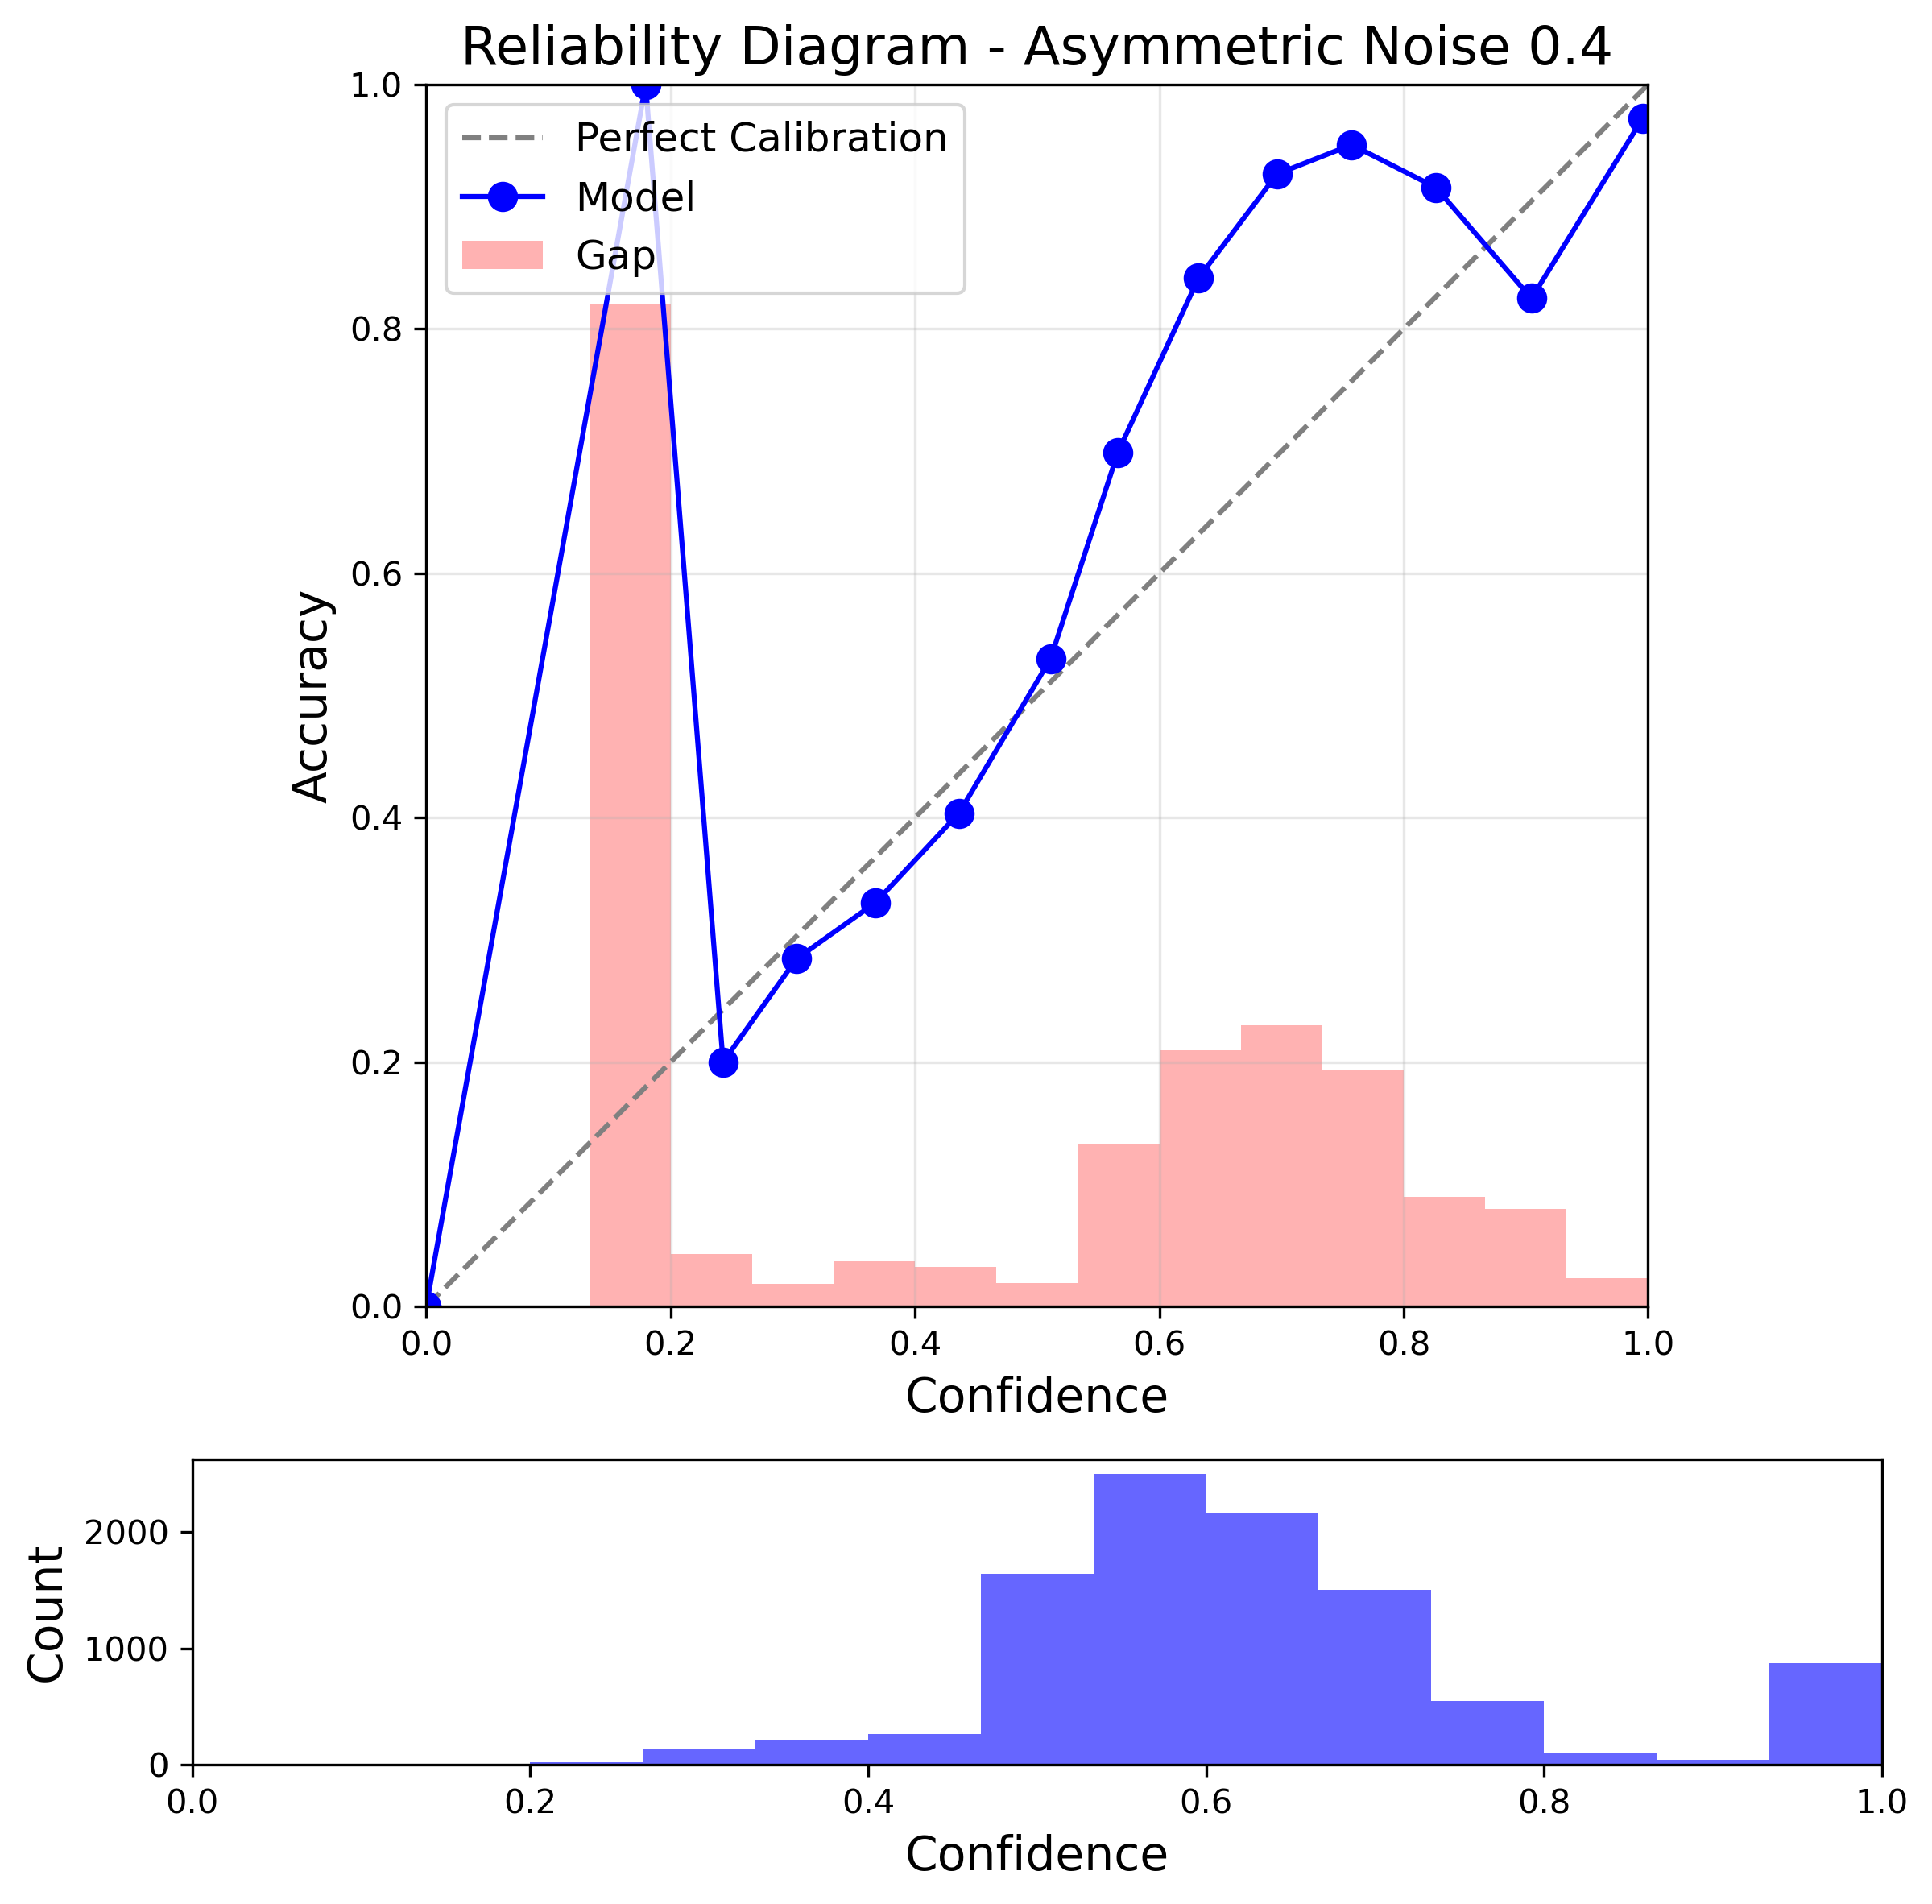 Reliability Diagram - Asymmetric Noise 0.4
1.0
0.8
0.6
0.4
0.2
0.0
Accuracy
Perfect Calibration
Model
Gap
0.0 0.2 0.4 0.6 0.8 1.0
Confidence
2000
1000
0
Count
0.0 0.2 0.4 0.6 0.8 1.0
Confidence